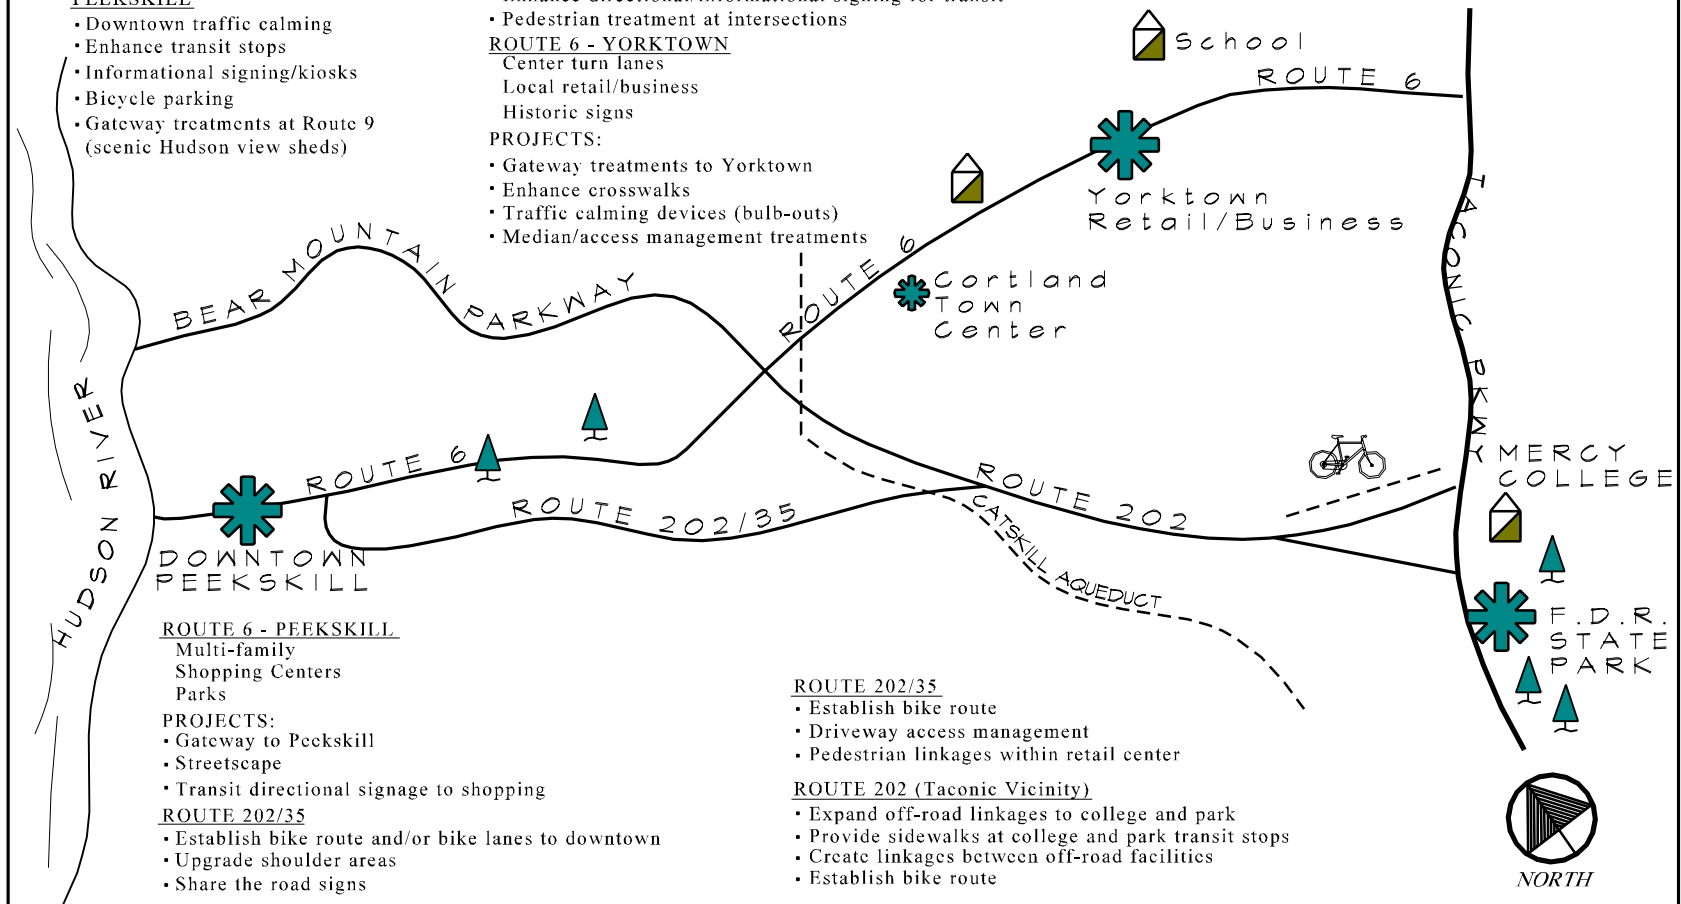 PEEKSKILL
• Downtown traffic calming
• Enhance transit stops
• Informational signing/kiosks
• Bicycle parking
• Gateway treatments at Route 9
(scenic Hudson view sheds)
Enhance directional/informational signing for transit
• Pedestrian treatment at intersections
ROUTE 6 - YORKTOWN
Center turn lanes
Local retail/business
Historic signs
PROJECTS:
• Gateway treatments to Yorktown
• Enhance crosswalks
• Traffic calming devices (bulb-outs)
• Median/access management treatments
School
ROUTE 6
Yorktown
Retail/Business
ROUTE 6
Cortland
Town
Center
TACONIC PKWY
BEAR MOUNTAIN PARKWAY
HUDSON RIVER
ROUTE 6
ROUTE 202/35
ROUTE 202
CATSKILL AQUEDUCT
MERCY
COLLEGE
DOWNTOWN
PEEKSKILL
F.D.R.
STATE
PARK
ROUTE 6 - PEEKSKILL
Multi-family
Shopping Centers
Parks
PROJECTS:
• Gateway to Peekskill
• Streetscape
• Transit directional signage to shopping
ROUTE 202/35
• Establish bike route and/or bike lanes to downtown
• Upgrade shoulder areas
• Share the road signs
ROUTE 202/35
• Establish bike route
• Driveway access management
• Pedestrian linkages within retail center
ROUTE 202 (Taconic Vicinity)
• Expand off-road linkages to college and park
• Provide sidewalks at college and park transit stops
• Create linkages between off-road facilities
• Establish bike route
NORTH